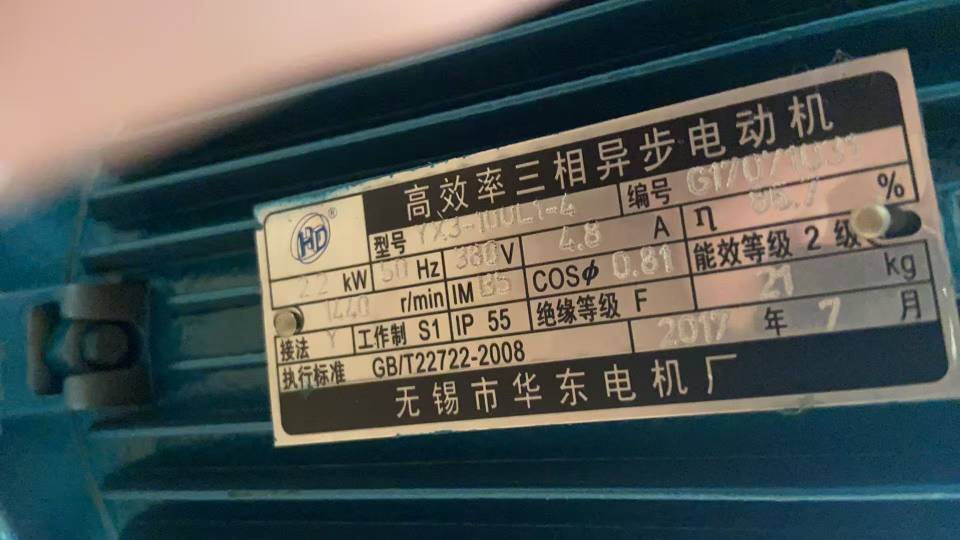 高效率三相异步电动机
HD ®
型号 YX3-100L1-4 编号 G17071031
2.2 kW 50 Hz 380 V 4.8 A η 86.7 %
1440 r/min IM B5 COSφ 0.81 能效等级 2 级
接法 Y 工作制 S1 IP 55 绝缘等级 F 21 kg
执行标准 GB/T22722-2008 2017 年 7 月
无锡市华东电机厂